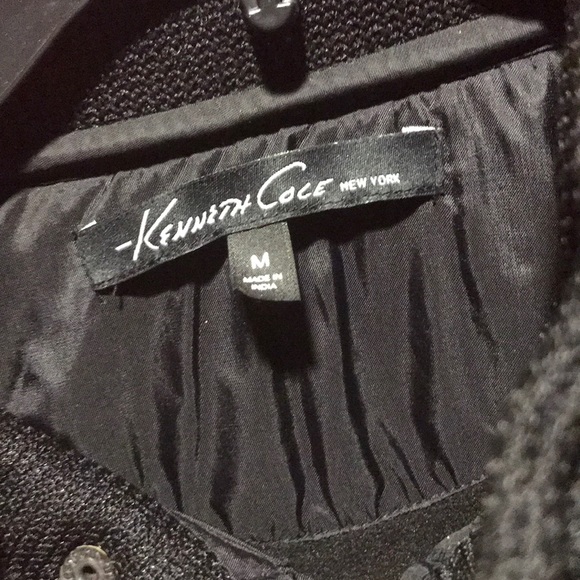 KENNETH COLE NEW YORK
M
MADE IN
INDIA